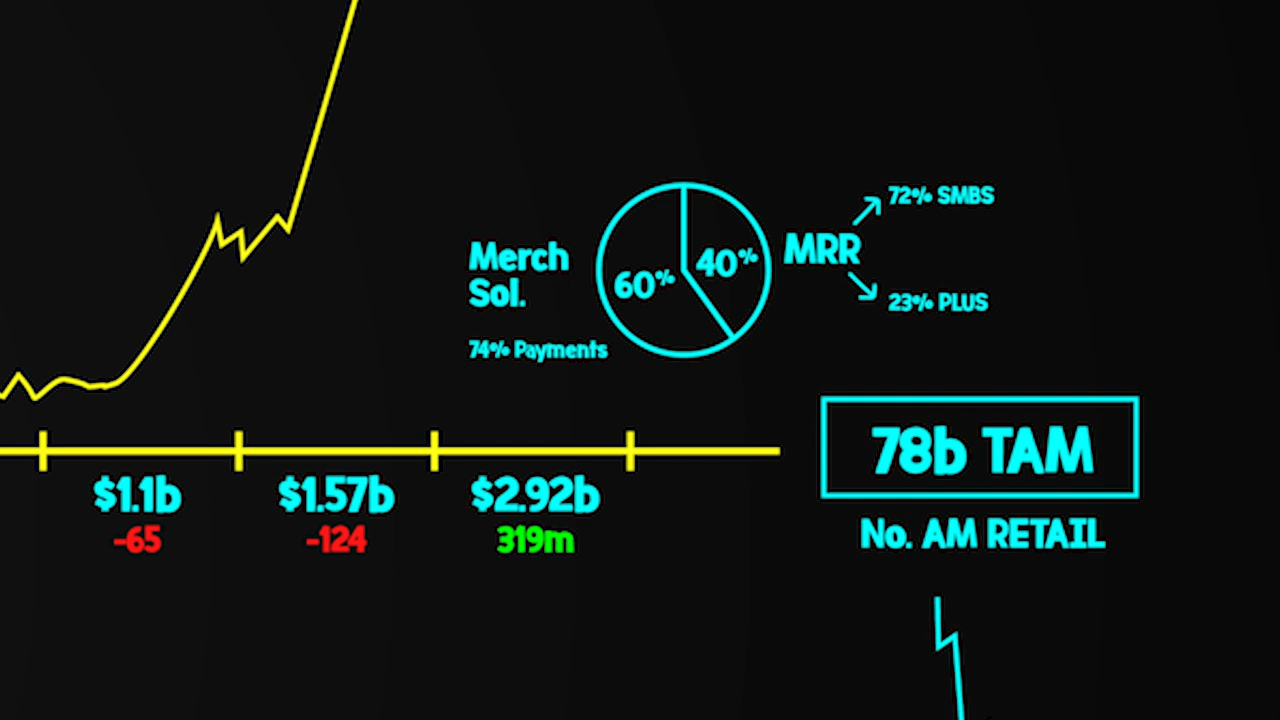 72% SMBS
Merch
Sol.
60%
40%
MRR
23% PLUS
74% Payments
78b TAM
No. AM RETAIL
$1.1b
$1.57b
$2.92b
-65
-124
319m